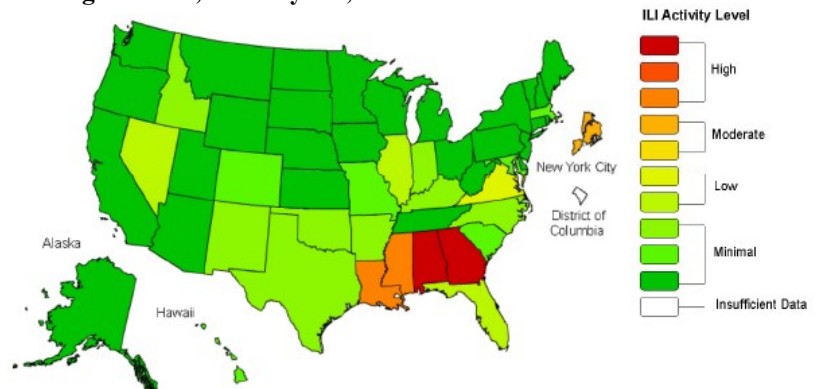 ILI Activity Level
High
Moderate
Low
Minimal
Insufficient Data
New York City
District of
Columbia
Alaska
Hawaii